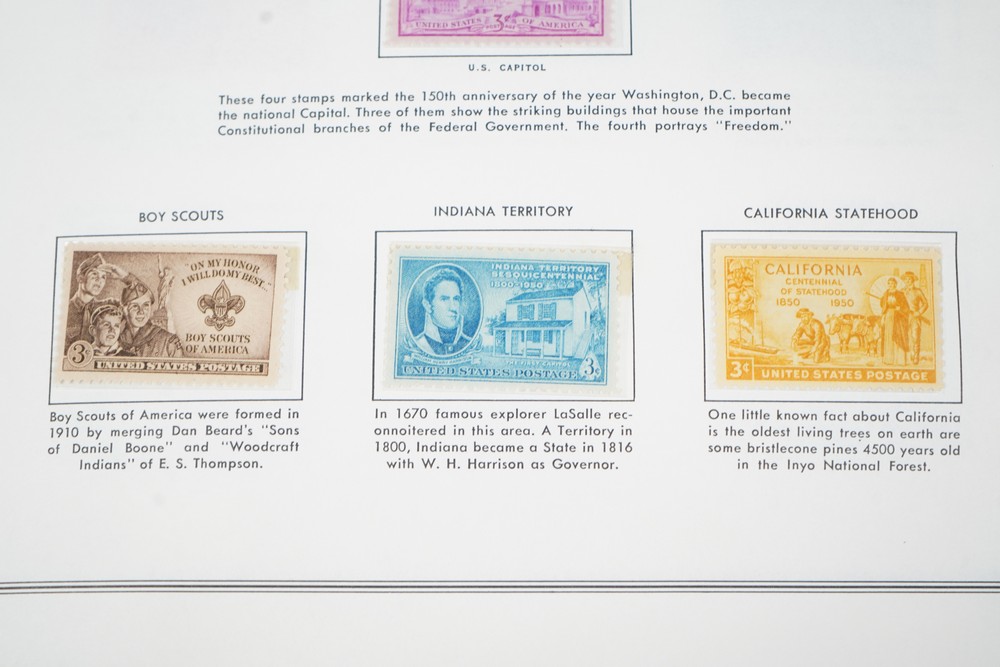 UNITED STATES 3¢ OF AMERICA
U.S. CAPITOL
These four stamps marked the 150th anniversary of the year Washington, D.C. became
the national Capital. Three of them show the striking buildings that house the important
Constitutional branches of the Federal Government. The fourth portrays "Freedom."
BOY SCOUTS
"ON MY HONOR
I WILL DO MY BEST."
BOY SCOUTS
OF AMERICA
3¢
UNITED STATES POSTAGE
Boy Scouts of America were formed in
1910 by merging Dan Beard's "Sons
of Daniel Boone" and "Woodcraft
Indians" of E. S. Thompson.
INDIANA TERRITORY
INDIANA TERRITORY
SESQUICENTENNIAL
1800-1950
FIRST CAPITOL
3¢
UNITED STATES POSTAGE
In 1670 famous explorer LaSalle rec-
onnoitered in this area. A Territory in
1800, Indiana became a State in 1816
with W. H. Harrison as Governor.
CALIFORNIA STATEHOOD
CALIFORNIA
CENTENNIAL
OF STATEHOOD
1850 1950
3¢ UNITED STATES POSTAGE
One little known fact about California
is the oldest living trees on earth are
some bristlecone pines 4500 years old
in the Inyo National Forest.